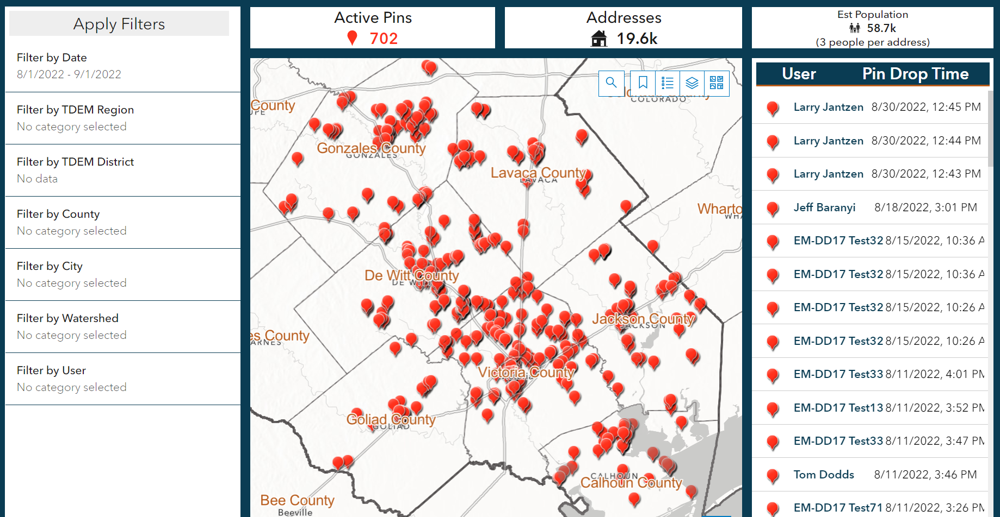 Apply Filters
Filter by Date
8/1/2022 - 9/1/2022
Filter by TDEM Region
No category selected
Filter by TDEM District
No data
Filter by County
No category selected
Filter by City
No category selected
Filter by Watershed
No category selected
Filter by User
No category selected
Active Pins
702
Addresses
19.6k
Est Population
58.7k
(3 people per address)
County
COLORADO
Gonzales County
GONZALES
Lavaca County
LAVACA
Wharto
De Witt County
DE WITT
Jackson County
JACKSON
es County
ARNES
Victoria County
Victoria
Goliad County
GOLIAD
CALHOUN
Calhoun County
Bee County
Beeville
User Pin Drop Time
Larry Jantzen 8/30/2022, 12:45 PM
Larry Jantzen 8/30/2022, 12:44 PM
Larry Jantzen 8/30/2022, 12:43 PM
Jeff Baranyi 8/18/2022, 3:01 PM
EM-DD17 Test32 8/15/2022, 10:36 A
EM-DD17 Test32 8/15/2022, 10:36 A
EM-DD17 Test32 8/15/2022, 10:26 A
EM-DD17 Test32 8/15/2022, 10:26 A
EM-DD17 Test33 8/11/2022, 4:01 PM
EM-DD17 Test13 8/11/2022, 3:52 PM
EM-DD17 Test33 8/11/2022, 3:47 PM
Tom Dodds 8/11/2022, 3:46 PM
EM-DD17 Test71 8/11/2022, 3:26 PM